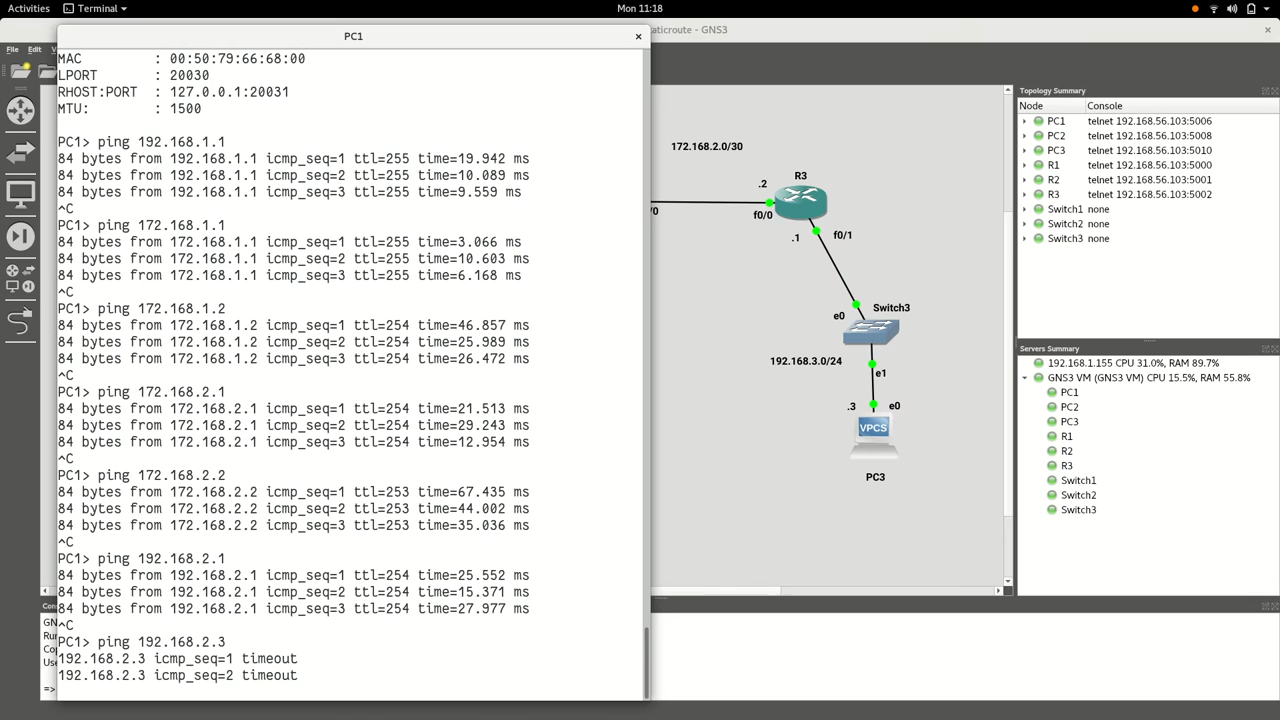 Activities
Terminal
Mon 11:18
PC1
taticroute - GNS3
File Edit V
MAC : 00:50:79:66:68:00
LPORT : 20030
RHOST:PORT : 127.0.0.1:20031
MTU: : 1500
PC1> ping 192.168.1.1
84 bytes from 192.168.1.1 icmp_seq=1 ttl=255 time=19.942 ms
84 bytes from 192.168.1.1 icmp_seq=2 ttl=255 time=10.089 ms
84 bytes from 192.168.1.1 icmp_seq=3 ttl=255 time=9.559 ms
^C
PC1> ping 172.168.1.1
84 bytes from 172.168.1.1 icmp_seq=1 ttl=255 time=3.066 ms
84 bytes from 172.168.1.1 icmp_seq=2 ttl=255 time=10.603 ms
84 bytes from 172.168.1.1 icmp_seq=3 ttl=255 time=6.168 ms
^C
PC1> ping 172.168.1.2
84 bytes from 172.168.1.2 icmp_seq=1 ttl=254 time=46.857 ms
84 bytes from 172.168.1.2 icmp_seq=2 ttl=254 time=25.989 ms
84 bytes from 172.168.1.2 icmp_seq=3 ttl=254 time=26.472 ms
^C
PC1> ping 172.168.2.1
84 bytes from 172.168.2.1 icmp_seq=1 ttl=254 time=21.513 ms
84 bytes from 172.168.2.1 icmp_seq=2 ttl=254 time=29.243 ms
84 bytes from 172.168.2.1 icmp_seq=3 ttl=254 time=12.954 ms
^C
PC1> ping 172.168.2.2
84 bytes from 172.168.2.2 icmp_seq=1 ttl=253 time=67.435 ms
84 bytes from 172.168.2.2 icmp_seq=2 ttl=253 time=44.002 ms
84 bytes from 172.168.2.2 icmp_seq=3 ttl=253 time=35.036 ms
^C
PC1> ping 192.168.2.1
84 bytes from 192.168.2.1 icmp_seq=1 ttl=254 time=25.552 ms
84 bytes from 192.168.2.1 icmp_seq=2 ttl=254 time=15.371 ms
84 bytes from 192.168.2.1 icmp_seq=3 ttl=254 time=27.977 ms
^C
PC1> ping 192.168.2.3
192.168.2.3 icmp_seq=1 timeout
192.168.2.3 icmp_seq=2 timeout
Con
GN
Run
Cop
Use
=>
172.168.2.0/30
R3
.2
/0
f0/0
.1
f0/1
Switch3
e0
192.168.3.0/24
e1
.3
e0
VPCS
PC3
Topology Summary
Node Console
PC1 telnet 192.168.56.103:5006
PC2 telnet 192.168.56.103:5008
PC3 telnet 192.168.56.103:5010
R1 telnet 192.168.56.103:5000
R2 telnet 192.168.56.103:5001
R3 telnet 192.168.56.103:5002
Switch1 none
Switch2 none
Switch3 none
Servers Summary
192.168.1.155 CPU 31.0%, RAM 89.7%
GNS3 VM (GNS3 VM) CPU 15.5%, RAM 55.8%
PC1
PC2
PC3
R1
R2
R3
Switch1
Switch2
Switch3